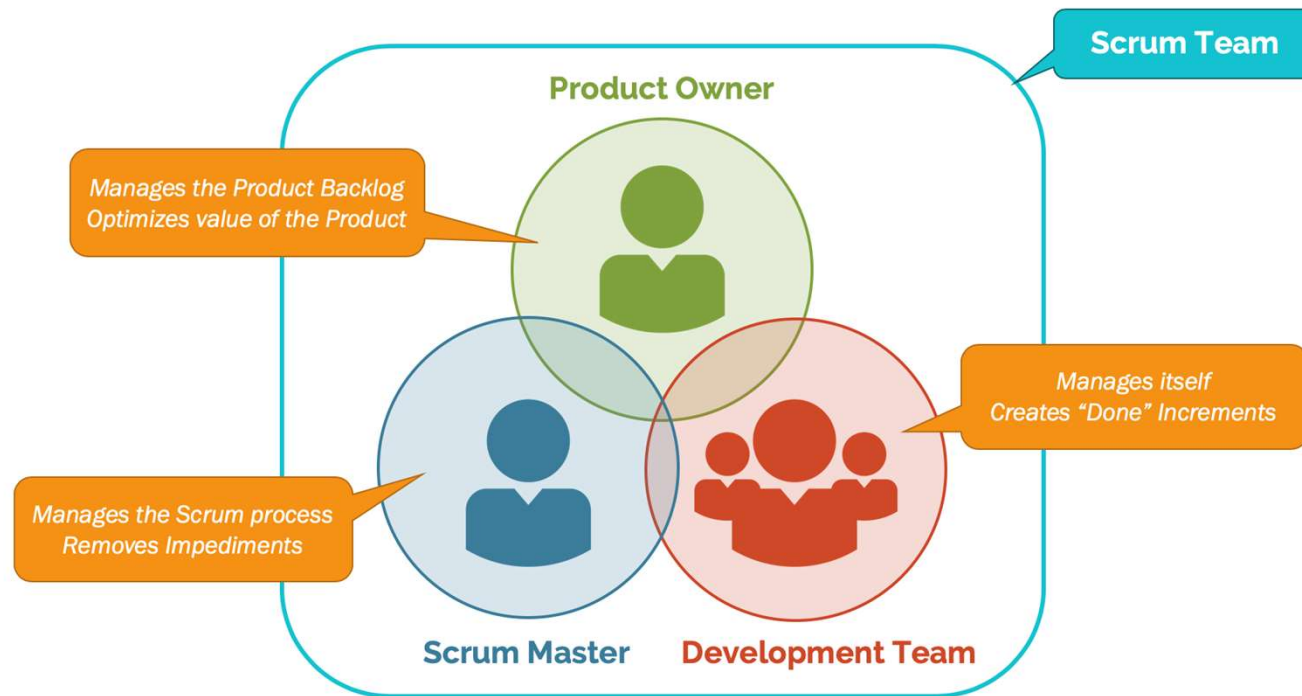 Scrum Team
Product Owner
Manages the Product Backlog
Optimizes value of the Product
Manages itself
Creates “Done” Increments
Manages the Scrum process
Removes Impediments
Scrum Master
Development Team